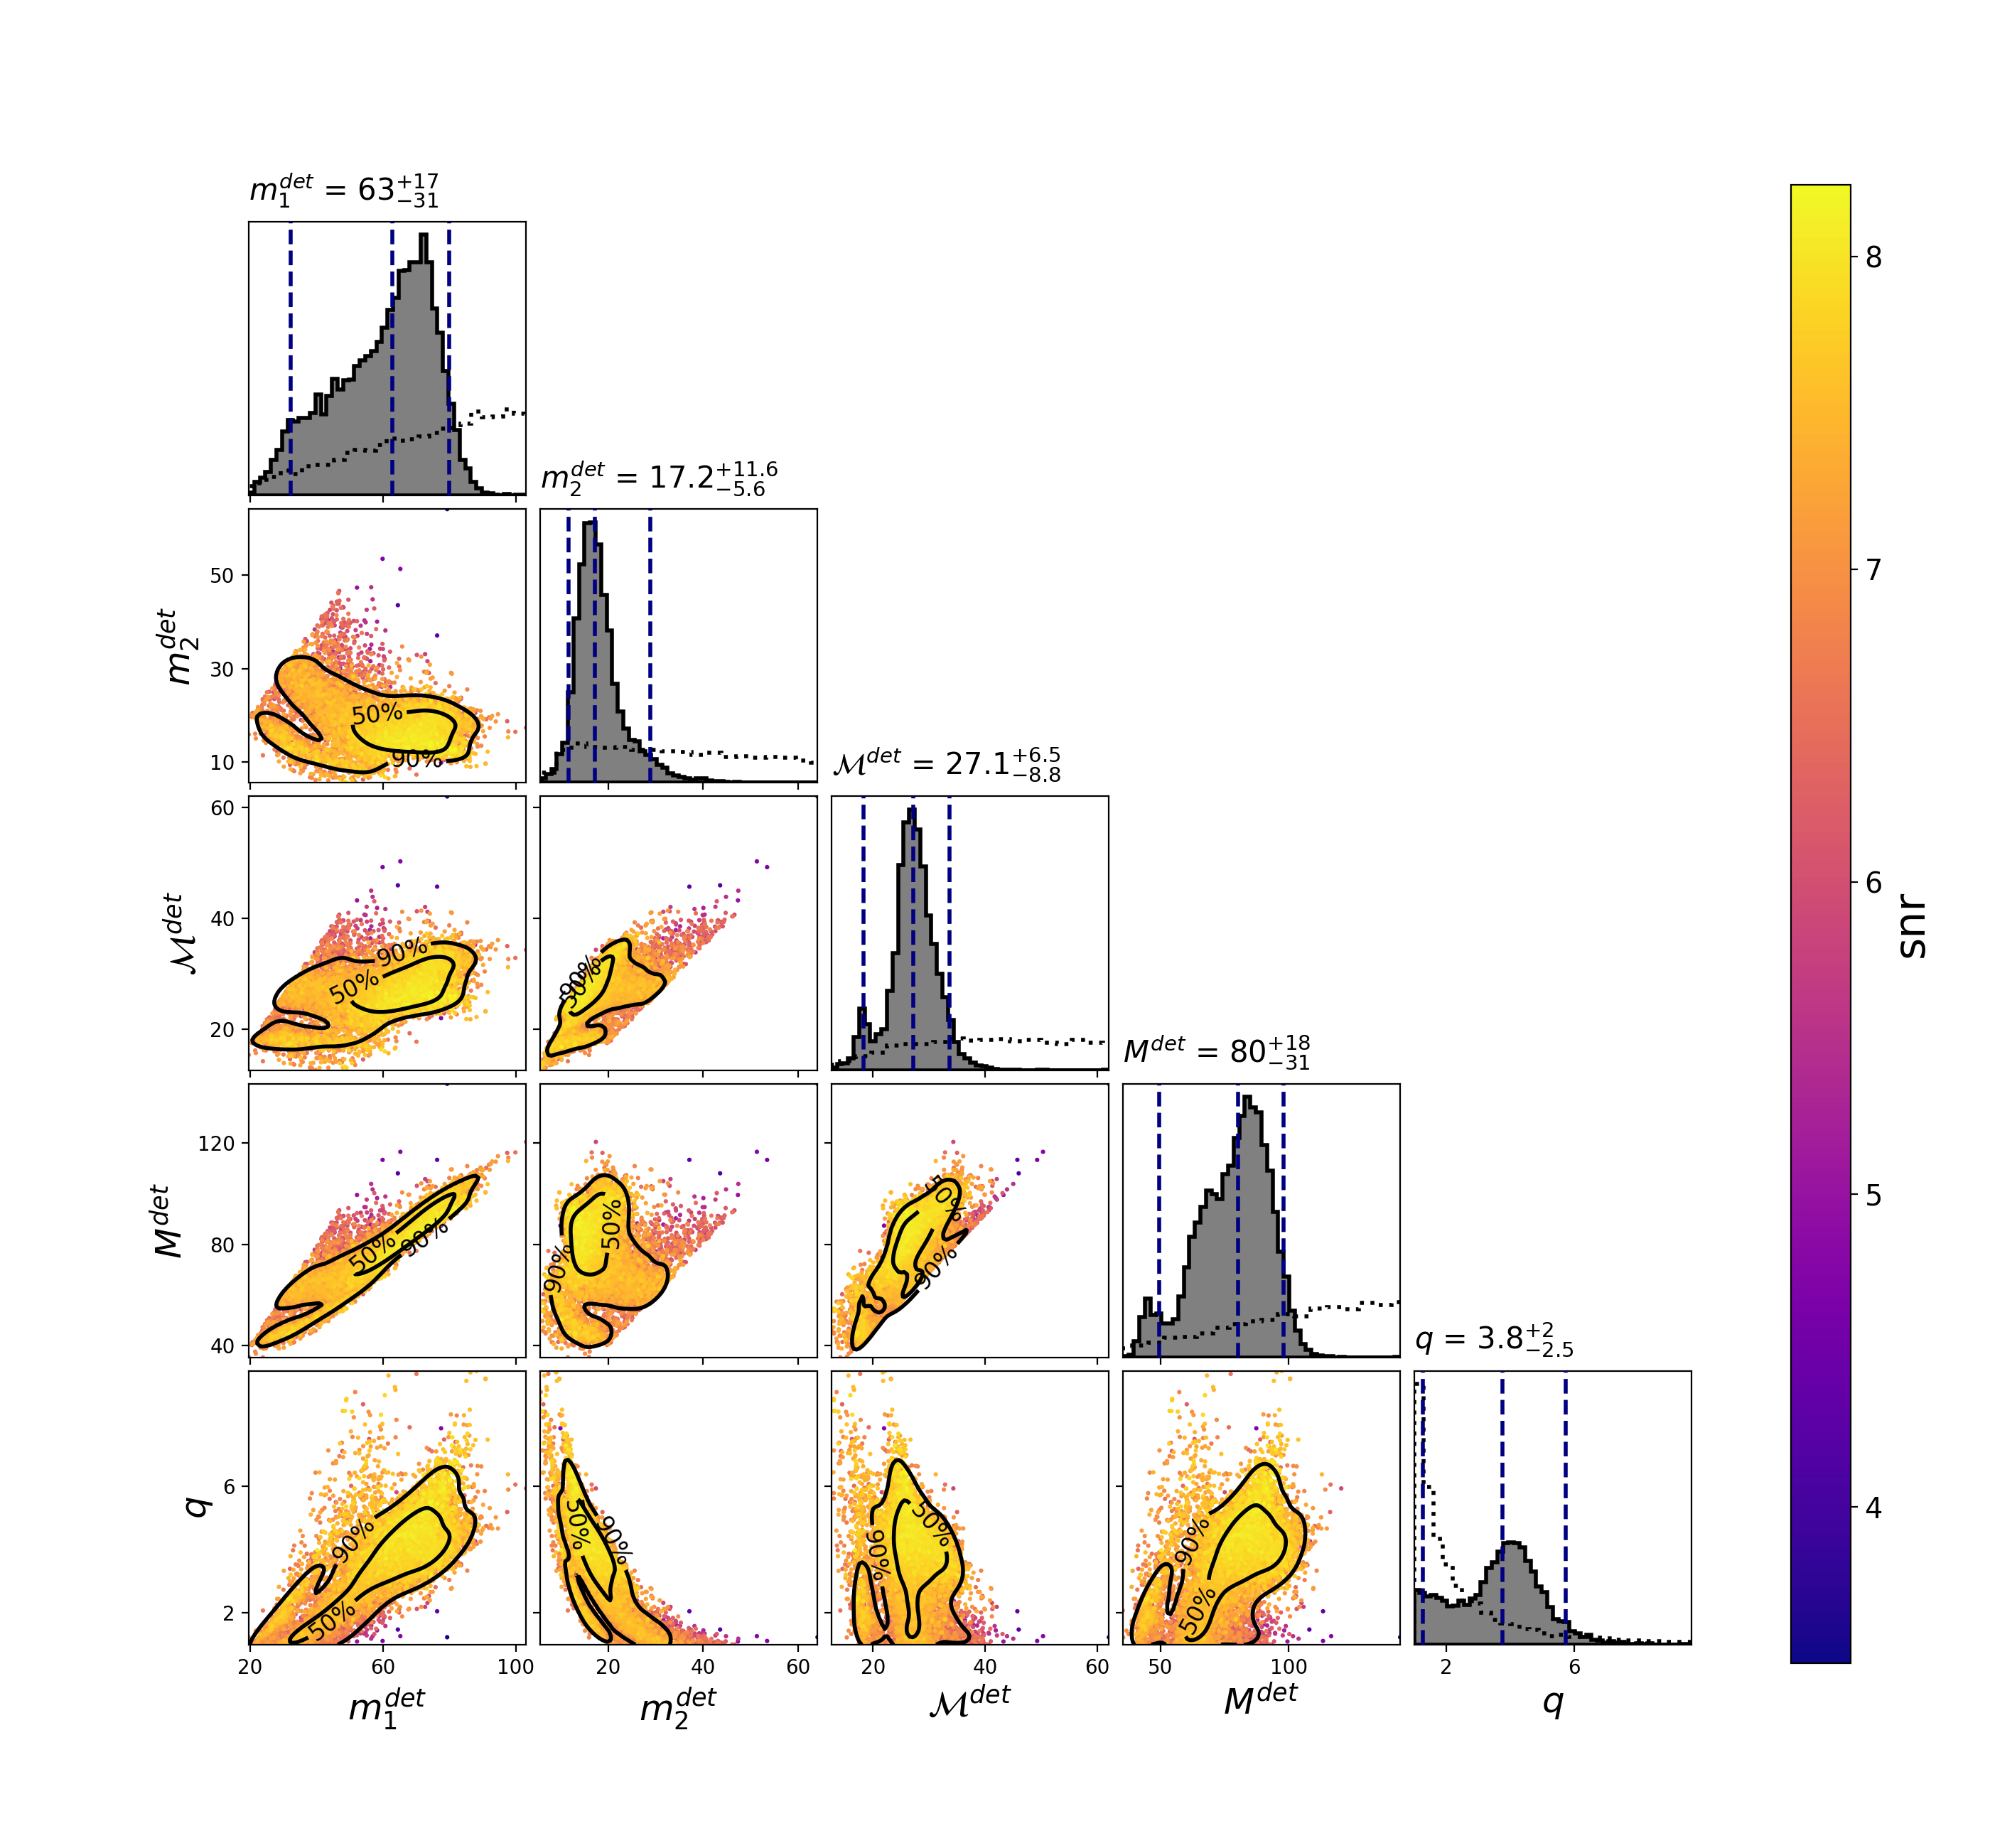 m₁^det = 63^{+17}_{−31}
m₂^det = 17.2^{+11.6}_{−5.6}
ℳ^det = 27.1^{+6.5}_{−8.8}
M^det = 80^{+18}_{−31}
q = 3.8^{+2}_{−2.5}
m₂^det
50
30
10
50%
90%
ℳ^det
60
40
20
90%
50%
90%
50%
M^det
120
80
40
50%
90%
50%
90%
50%
90%
q
6
2
90%
50%
50%
90%
50%
90%
90%
50%
20 60 100
20 40 60
20 40 60
50 100
2 6
m₁^det
m₂^det
ℳ^det
M^det
q
8
7
6
5
4
snr